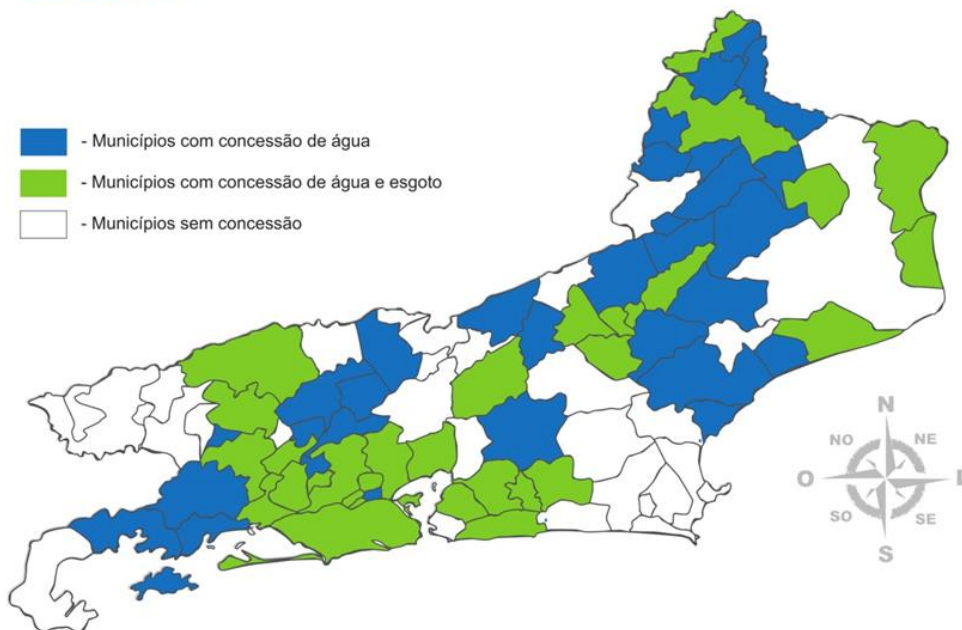 - Municípios com concessão de água
- Municípios com concessão de água e esgoto
- Municípios sem concessão
N
NO NE
O
SO SE
S